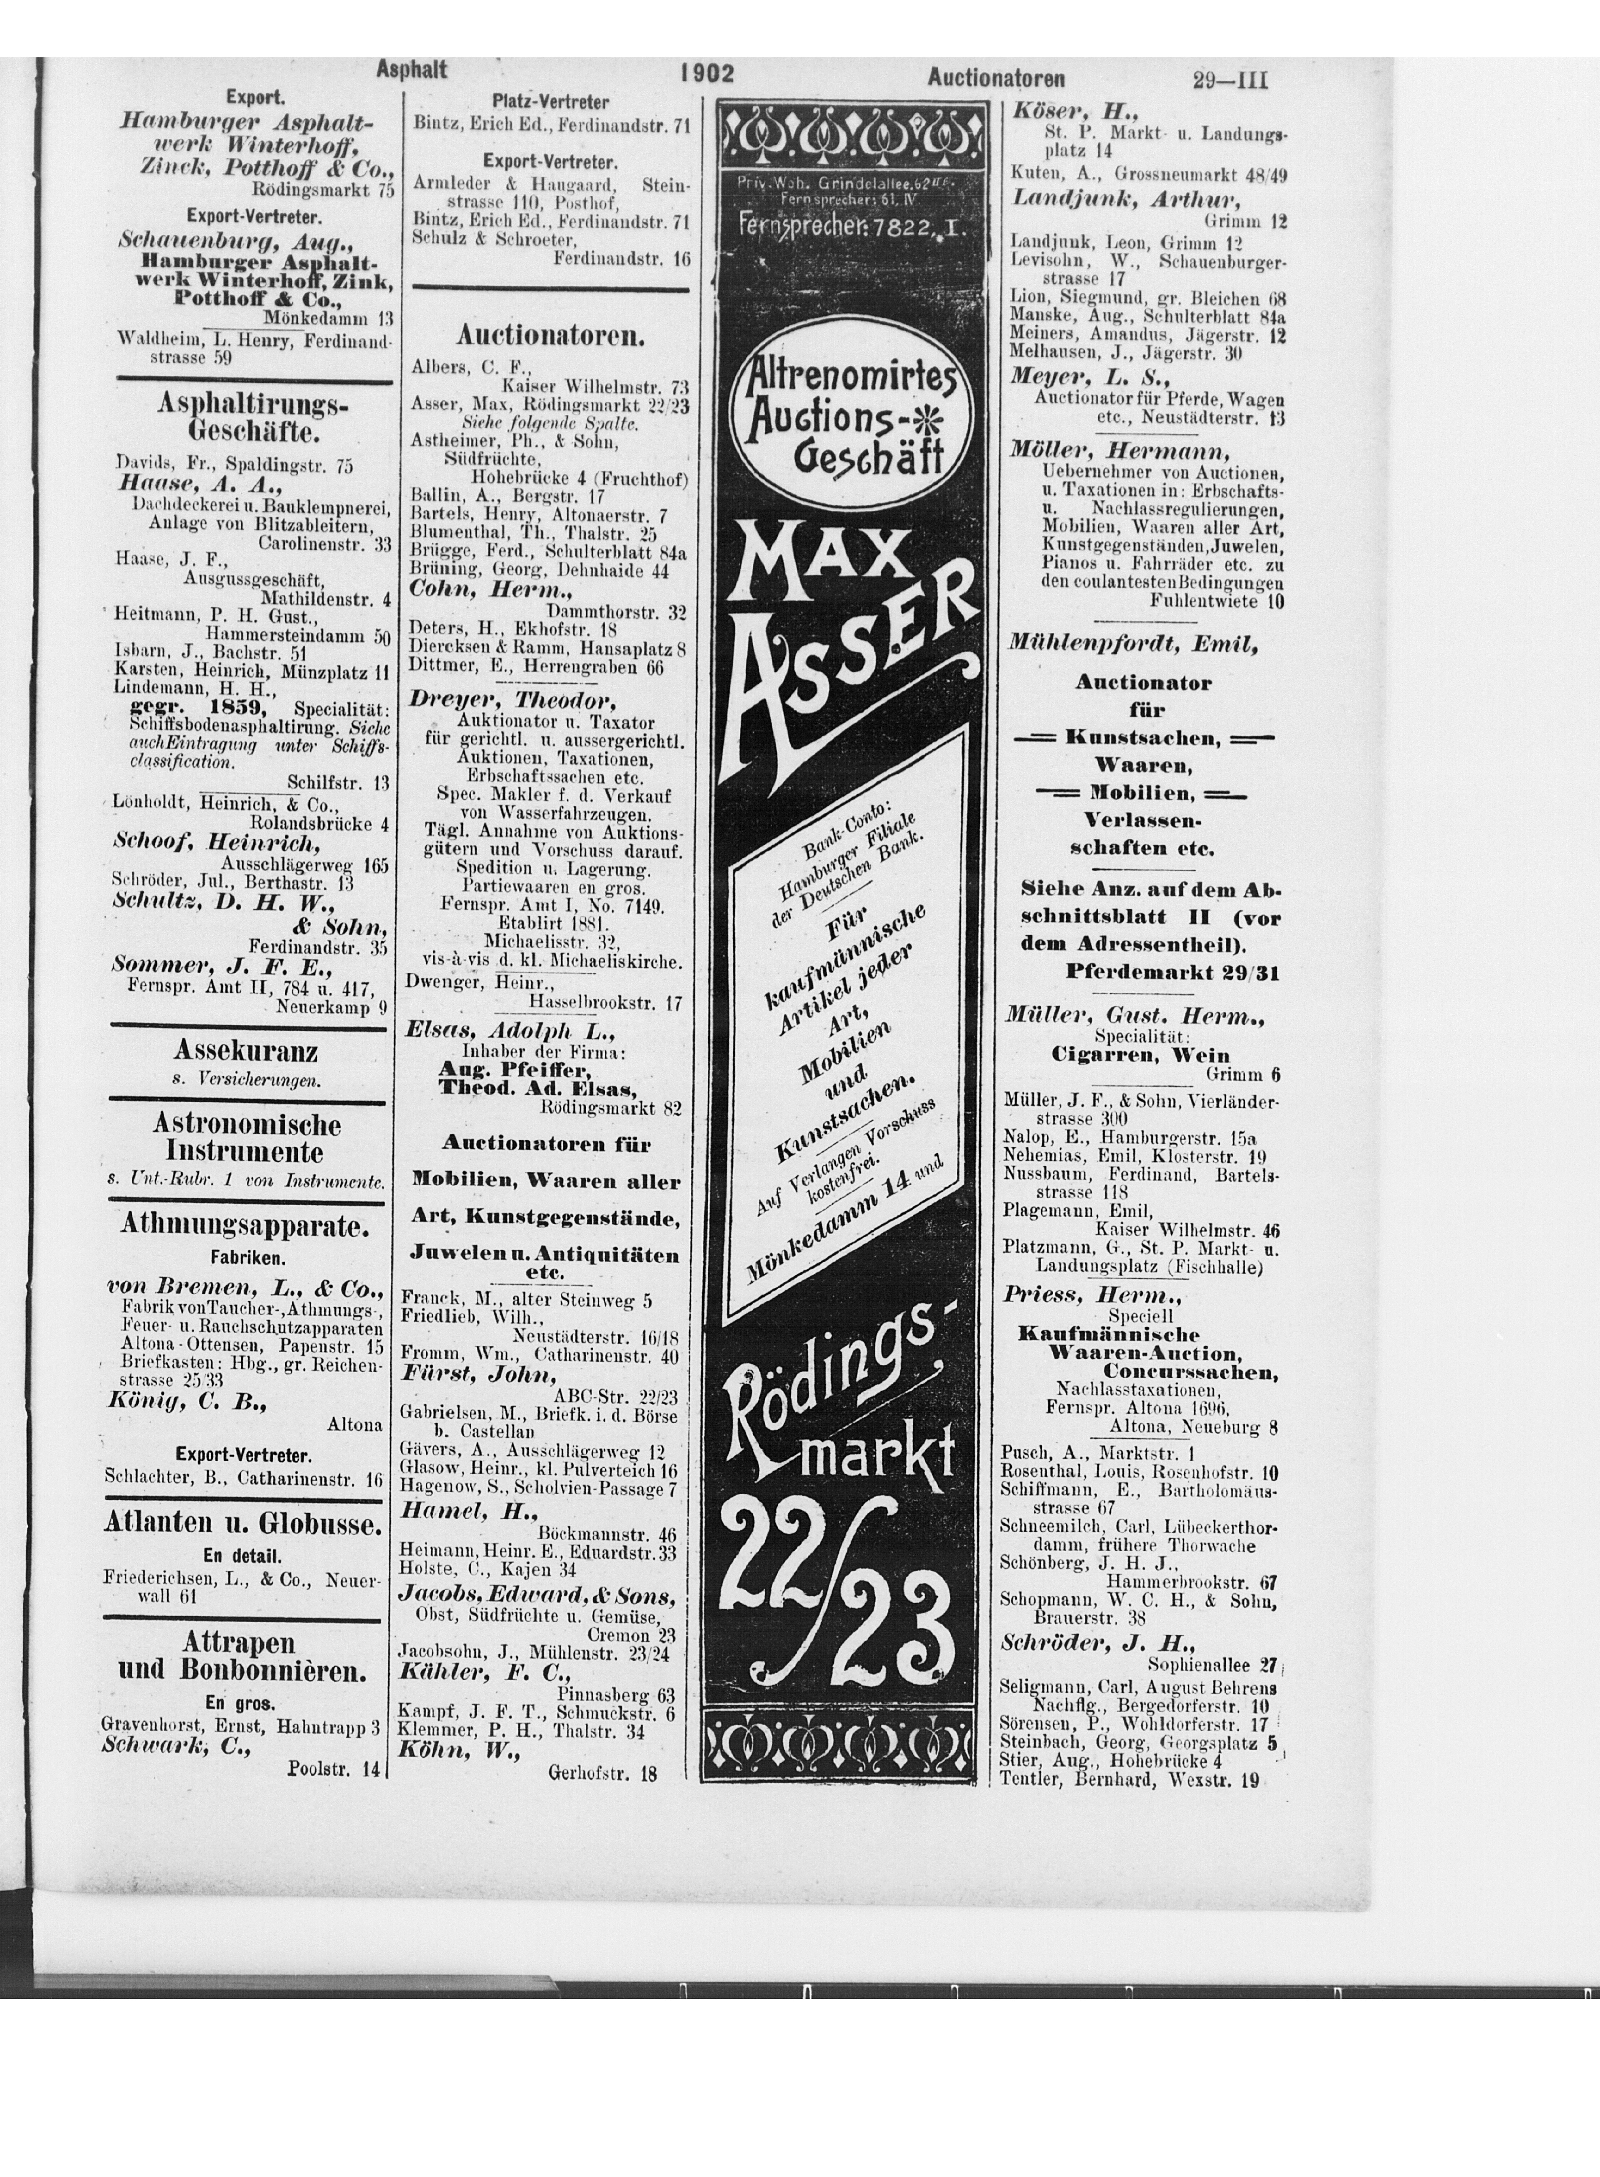 Asphalt 1902 Auctionatoren 29—III
Export.
Hamburger Asphalt-
werk Winterhoff,
Zinck, Potthoff & Co.,
Rödingsmarkt 75
Export-Vertreter.
Schauenburg, Aug.,
Hamburger Asphalt-
werk Winterhoff, Zink,
Potthoff & Co.,
Mönkedamm 13
Waldheim, L. Henry, Ferdinand-
strasse 59
Asphaltirungs-
Geschäfte.
Davids, Fr., Spaldingstr. 75
Haase, A. A.,
Dachdeckerei u. Bauklempnerei,
Anlage von Blitzableitern,
Carolinenstr. 33
Haase, J. F.,
Ausgussgeschäft,
Mathildenstr. 4
Heitmann, P. H. Gust.,
Hammersteindamm 50
Isbarn, J., Bachstr. 51
Karsten, Heinrich, Münzplatz 11
Lindemann, H. H.,
gegr. 1859, Specialität:
Schiffsbodenasphaltirung. Siehe
auch Eintragung unter Schiffs-
classification.
Schilfstr. 13
Lönholdt, Heinrich, & Co.,
Rolandsbrücke 4
Schoof, Heinrich,
Ausschlägerweg 165
Schröder, Jul., Berthastr. 13
Schultz, D. H. W.,
& Sohn,
Ferdinandstr. 35
Sommer, J. F. E.,
Fernspr. Amt II, 784 u. 417,
Neuerkamp 9
Assekuranz
s. Versicherungen.
Astronomische
Instrumente
s. Unt.-Rubr. 1 von Instrumente.
Athmungsapparate.
Fabriken.
von Bremen, L., & Co.,
Fabrik von Taucher-, Athmungs-,
Feuer- u. Rauchschutzapparaten
Altona-Ottensen, Papenstr. 15
Briefkasten: Hbg., gr. Reichen-
strasse 25/33
König, C. B.,
Altona
Export-Vertreter.
Schlachter, B., Catharinenstr. 16
Atlanten u. Globusse.
En detail.
Friederichsen, L., & Co., Neuer-
wall 61
Attrapen
und Bonbonnièren.
En gros.
Gravenhorst, Ernst, Hahntrapp 3
Schwark, C.,
Poolstr. 14
Platz-Vertreter
Bintz, Erich Ed., Ferdinandstr. 71
Export-Vertreter.
Armleder & Haugaard, Stein-
strasse 110, Posthof,
Bintz, Erich Ed., Ferdinandstr. 71
Schulz & Schroeter,
Ferdinandstr. 16
Auctionatoren.
Albers, C. F.,
Kaiser Wilhelmstr. 73
Asser, Max, Rödingsmarkt 22/23
Siehe folgende Spalte.
Astheimer, Ph., & Sohn,
Südfrüchte,
Hohebrücke 4 (Fruchthof)
Ballin, A., Bergstr. 17
Bartels, Henry, Altonaerstr. 7
Blumenthal, Th., Thalstr. 25
Brügge, Ferd., Schulterblatt 84a
Brüning, Georg, Dehnhaide 44
Cohn, Herm.,
Dammthorstr. 32
Deters, H., Ekhofstr. 18
Diercksen & Ramm, Hansaplatz 8
Dittmer, E., Herrengraben 66
Dreyer, Theodor,
Auktionator u. Taxator
für gerichtl. u. aussergerichtl.
Auktionen, Taxationen,
Erbschaftssachen etc.
Spec. Makler f. d. Verkauf
von Wasserfahrzeugen.
Tägl. Annahme von Auktions-
gütern und Vorschuss darauf.
Spedition u. Lagerung.
Partiewaaren en gros.
Fernspr. Amt I, No. 7149.
Etablirt 1881.
Michaelisstr. 32,
vis-à-vis d. kl. Michaeliskirche.
Dwenger, Heinr.,
Hasselbrookstr. 17
Elsas, Adolph L.,
Inhaber der Firma:
Aug. Pfeiffer,
Theod. Ad. Elsas,
Rödingsmarkt 82
Auctionatoren für
Mobilien, Waaren aller
Art, Kunstgegenstände,
Juwelen u. Antiquitäten
etc.
Franck, M., alter Steinweg 5
Friedlieb, Wilh.,
Neustädterstr. 16/18
Fromm, Wm., Catharinenstr. 40
Fürst, John,
ABC-Str. 22/23
Gabrielsen, M., Briefk. i. d. Börse
b. Castellan
Gävers, A., Ausschlägerweg 12
Glasow, Heinr., kl. Pulverteich 16
Hagenow, S., Scholvien-Passage 7
Hamel, H.,
Böckmannstr. 46
Heimann, Heinr. E., Eduardstr. 33
Holste, C., Kajen 34
Jacobs, Edward, & Sons,
Obst, Südfrüchte u. Gemüse,
Cremon 23
Jacobsohn, J., Mühlenstr. 23/24
Kähler, F. C.,
Pinnasberg 63
Kampf, J. F. T., Schmuckstr. 6
Klemmer, P. H., Thalstr. 34
Köhn, W.,
Gerhofstr. 18
Priv. Woh. Grindelallee. 62 II E.
Fernsprecher: 61, IV
Fernsprecher: 7822, I.
Altrenomirtes
Auctions-
Geschäft
MAX
ASSER
Bank-Conto:
Hamburger Filiale
der Deutschen Bank.
Für
kaufmännische
Artikel jeder
Art,
Mobilien
und
Kunstsachen.
Auf Verlangen Vorschuss
kostenfrei.
Mönkedamm 14 und
Rödings-
markt
22/23
Köser, H.,
St. P. Markt- u. Landungs-
platz 14
Kuten, A., Grossneumarkt 48/49
Landjunk, Arthur,
Grimm 12
Landjunk, Leon, Grimm 12
Levisohn, W., Schauenburger-
strasse 17
Lion, Siegmund, gr. Bleichen 68
Manske, Aug., Schulterblatt 84a
Meiners, Amandus, Jägerstr. 12
Melhausen, J., Jägerstr. 30
Meyer, L. S.,
Auctionator für Pferde, Wagen
etc., Neustädterstr. 13
Möller, Hermann,
Uebernehmer von Auctionen,
u. Taxationen in: Erbschafts-
u. Nachlassregulierungen,
Mobilien, Waaren aller Art,
Kunstgegenständen, Juwelen,
Pianos u. Fahrräder etc. zu
den coulantesten Bedingungen
Fuhlentwiete 10
Mühlenpfordt, Emil,
Auctionator
für
Kunstsachen,
Waaren,
Mobilien,
Verlassen-
schaften etc.
Siehe Anz. auf dem Ab-
schnittsblatt II (vor
dem Adressentheil).
Pferdemarkt 29/31
Müller, Gust. Herm.,
Specialität:
Cigarren, Wein
Grimm 6
Müller, J. F., & Sohn, Vierländer-
strasse 300
Nalop, E., Hamburgerstr. 15a
Nehemias, Emil, Klosterstr. 19
Nussbaum, Ferdinand, Bartels-
strasse 118
Plagemann, Emil,
Kaiser Wilhelmstr. 46
Platzmann, G., St. P. Markt- u.
Landungsplatz (Fischhalle)
Priess, Herm.,
Speciell
Kaufmännische
Waaren-Auction,
Concurssachen,
Nachlasstaxationen,
Fernspr. Altona 1696,
Altona, Neueburg 8
Pusch, A., Marktstr. 1
Rosenthal, Louis, Rosenhofstr. 10
Schiffmann, E., Bartholomäus-
strasse 67
Schneemilch, Carl, Lübeckerthor-
damm, frühere Thorwache
Schönberg, J. H. J.,
Hammerbrookstr. 67
Schopmann, W. C. H., & Sohn,
Brauerstr. 38
Schröder, J. H.,
Sophienallee 27
Seligmann, Carl, August Behrens
Nachflg., Bergedorferstr. 10
Sörensen, P., Wohldorferstr. 17
Steinbach, Georg, Georgsplatz 5
Stier, Aug., Hohebrücke 4
Tentler, Bernhard, Wexstr. 19